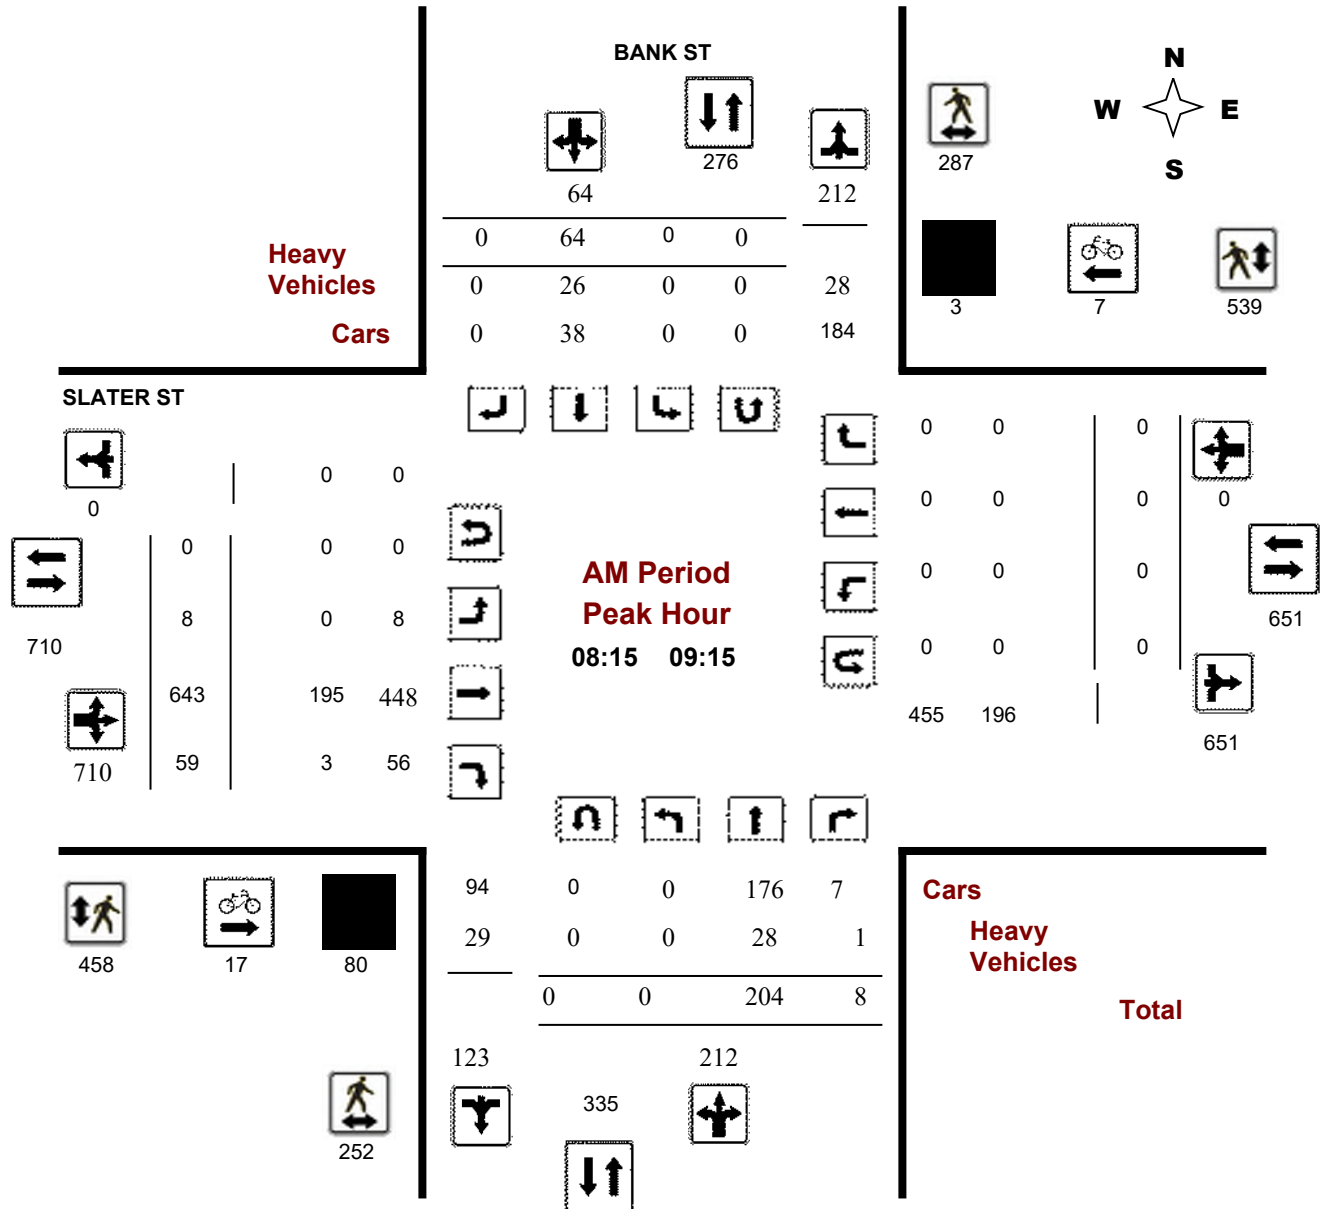 BANK ST
N
W E
S
276
287
64
212
0 64 0 0
Heavy
Vehicles
0 26 0 0 28
3 7 539
Cars
0 38 0 0 184
SLATER ST
0 0 0
0 0
0
0 0 0 0
0 0 0
0 0 0
651
8 0 8
710
AM Period
Peak Hour
08:15 09:15
0 0 0
643 195 448
455 196
651
710
59 3 56
94 0 0 176 7
Cars
29 0 0 28 1
Heavy
Vehicles
458 17 80
0 0 204 8
Total
123 212
335
252